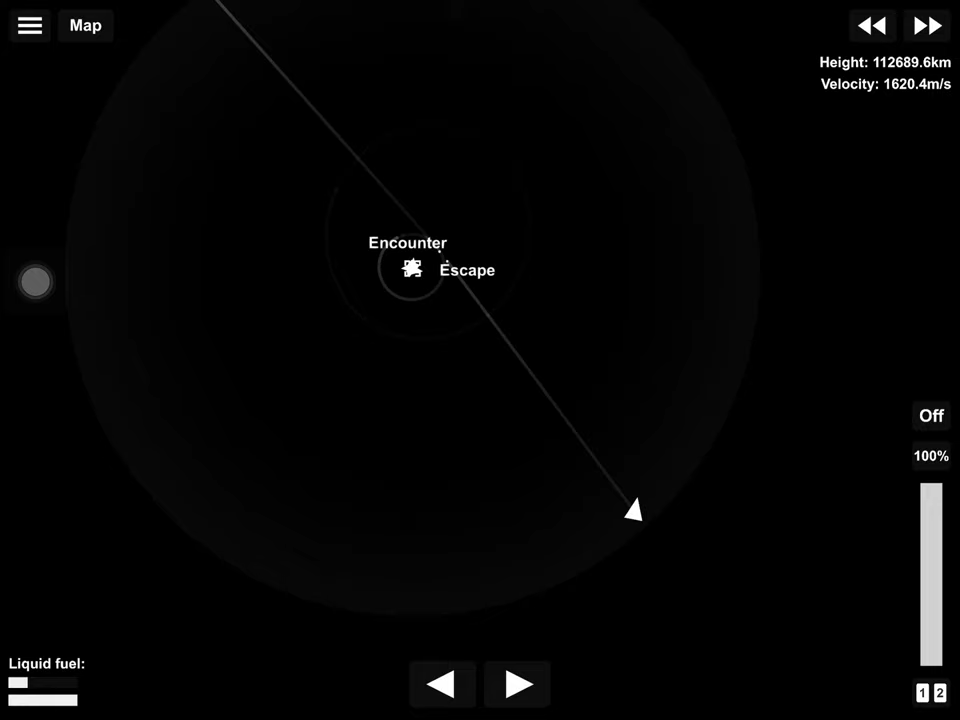 Map
Height: 112689.6km
Velocity: 1620.4m/s
Encounter
Escape
Off
100%
Liquid fuel:
1 2